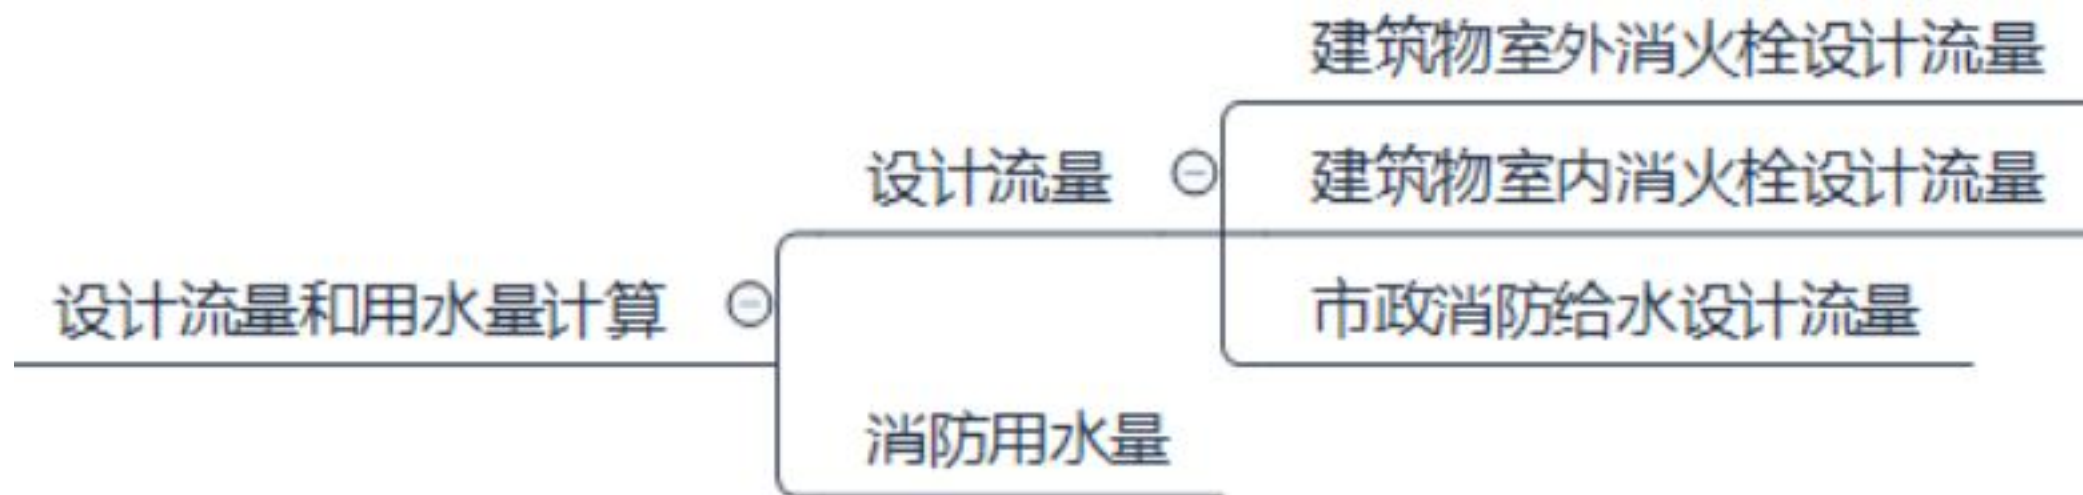 建筑物室外消火栓设计流量
设计流量
建筑物室内消火栓设计流量
设计流量和用水量计算
市政消防给水设计流量
消防用水量